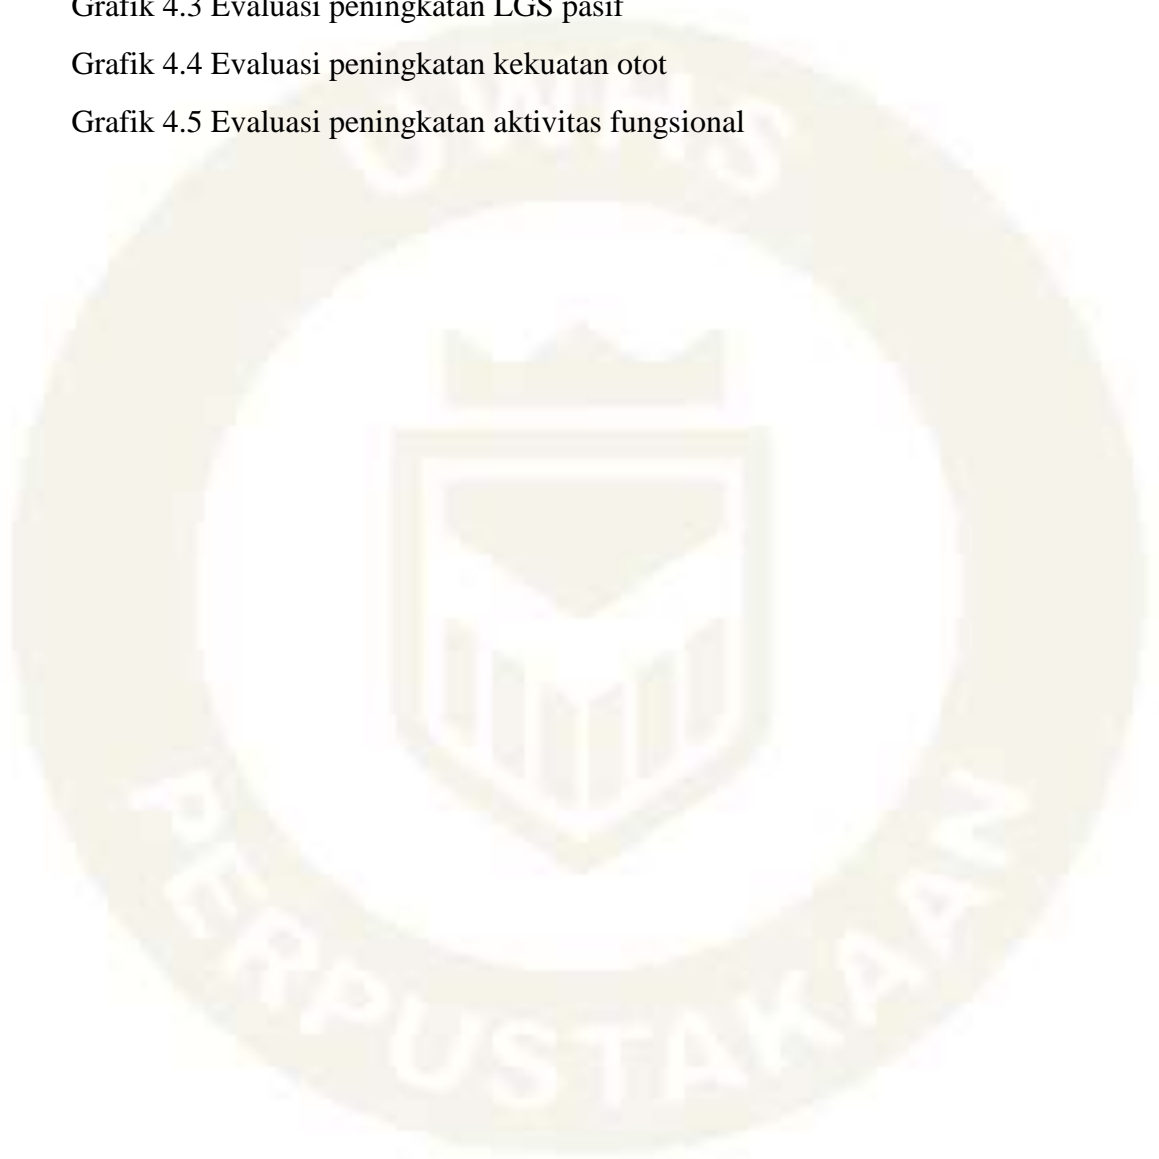 Grafik 4.3 Evaluasi peningkatan LGS pasif
Grafik 4.4 Evaluasi peningkatan kekuatan otot
Grafik 4.5 Evaluasi peningkatan aktivitas fungsional
UWHS
PERPUSTAKAAN